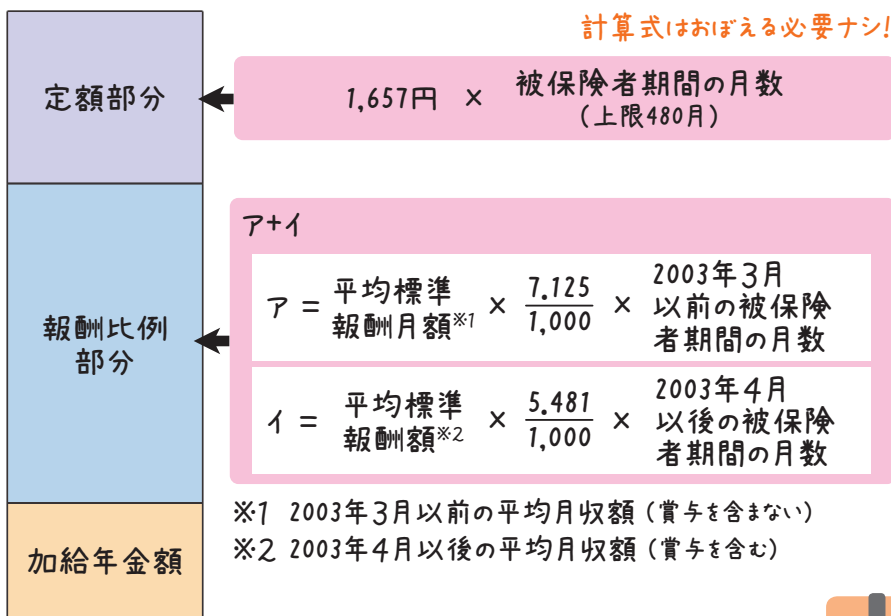 計算式はおぼえる必要ナシ!
定額部分
1,657円 × 被保険者期間の月数
(上限480月)
報酬比例
部分
ア+イ
ア = 平均標準
報酬月額※1 × 7.125
1,000 × 2003年3月
以前の被保険
者期間の月数
イ = 平均標準
報酬額※2 × 5.481
1,000 × 2003年4月
以後の被保険
者期間の月数
加給年金額
※1 2003年3月以前の平均月収額(賞与を含まない)
※2 2003年4月以後の平均月収額(賞与を含む)